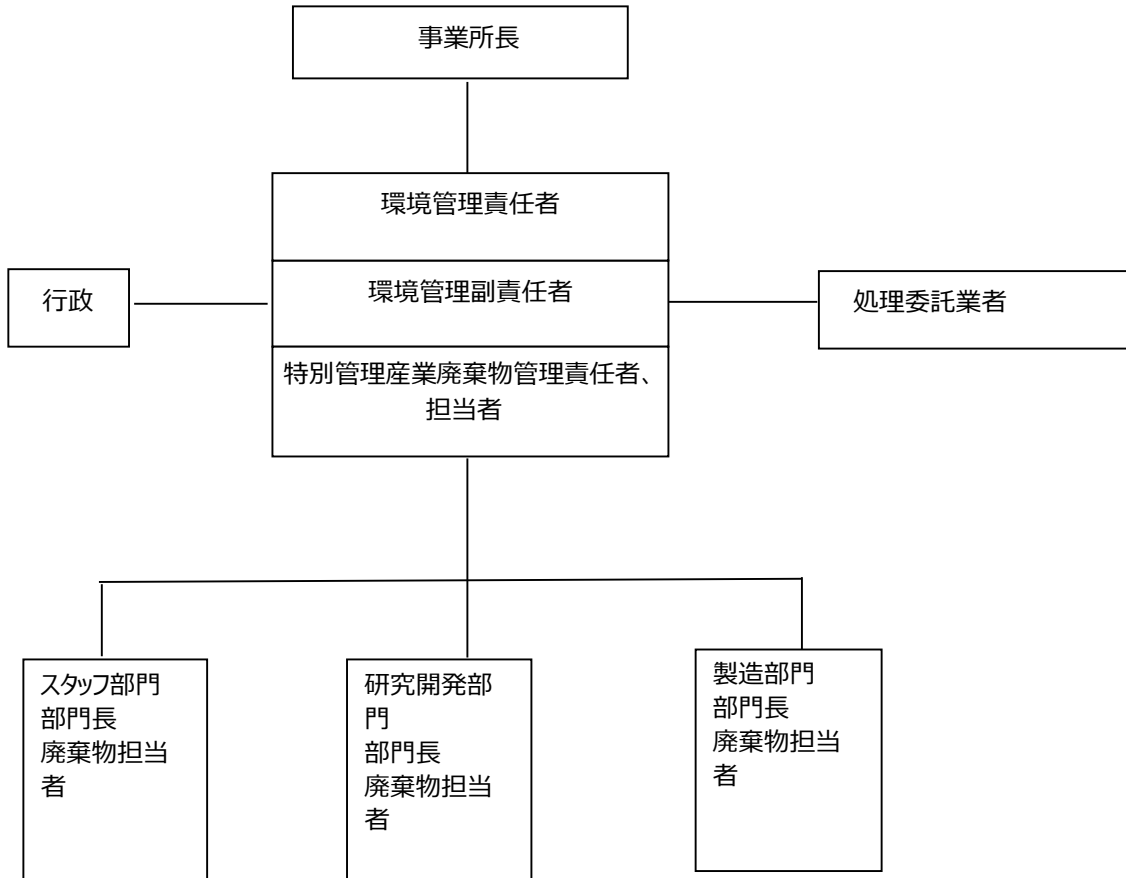 事業所長
環境管理責任者
行政
環境管理副責任者
処理委託業者
特別管理産業廃棄物管理責任者、
担当者
スタッフ部門
部門長
廃棄物担当
者
研究開発部
門
部門長
廃棄物担当
者
製造部門
部門長
廃棄物担当
者